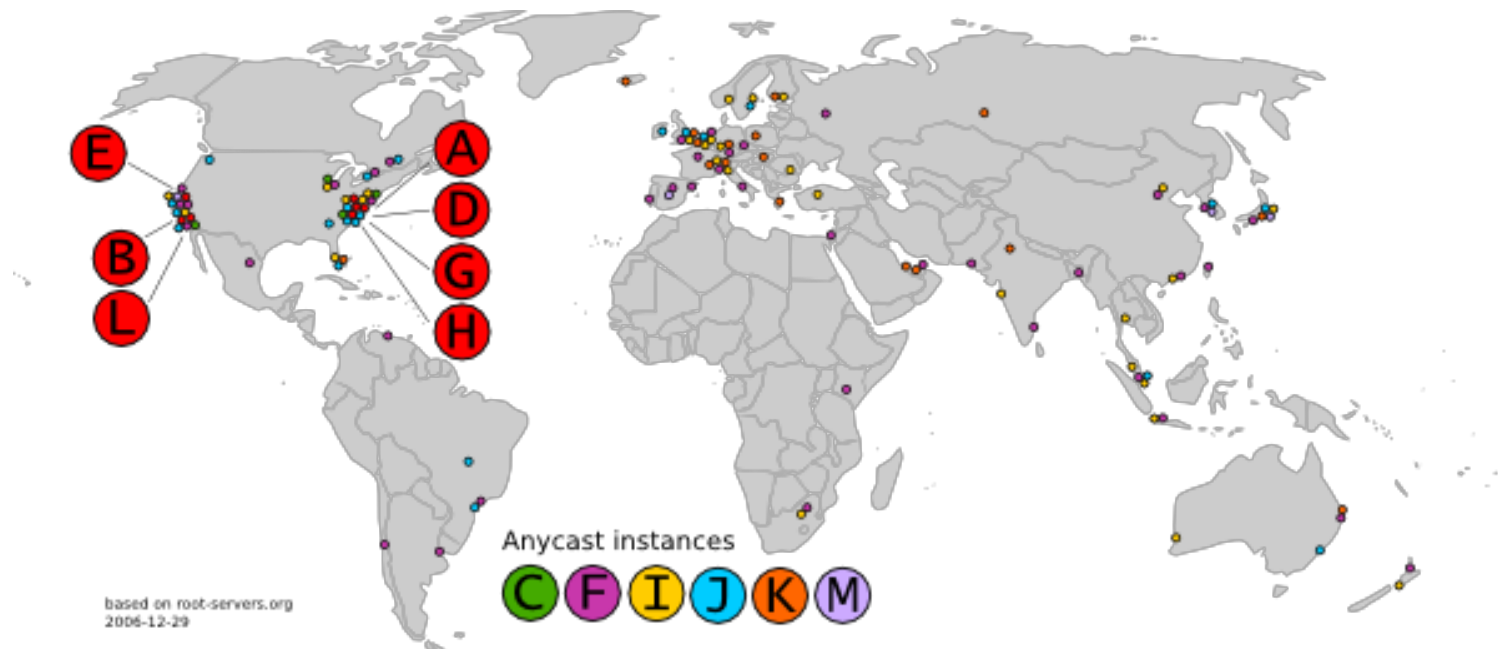 E
A
D
B
G
L
H
Anycast instances
C F I J K M
based on root-servers.org
2006-12-29